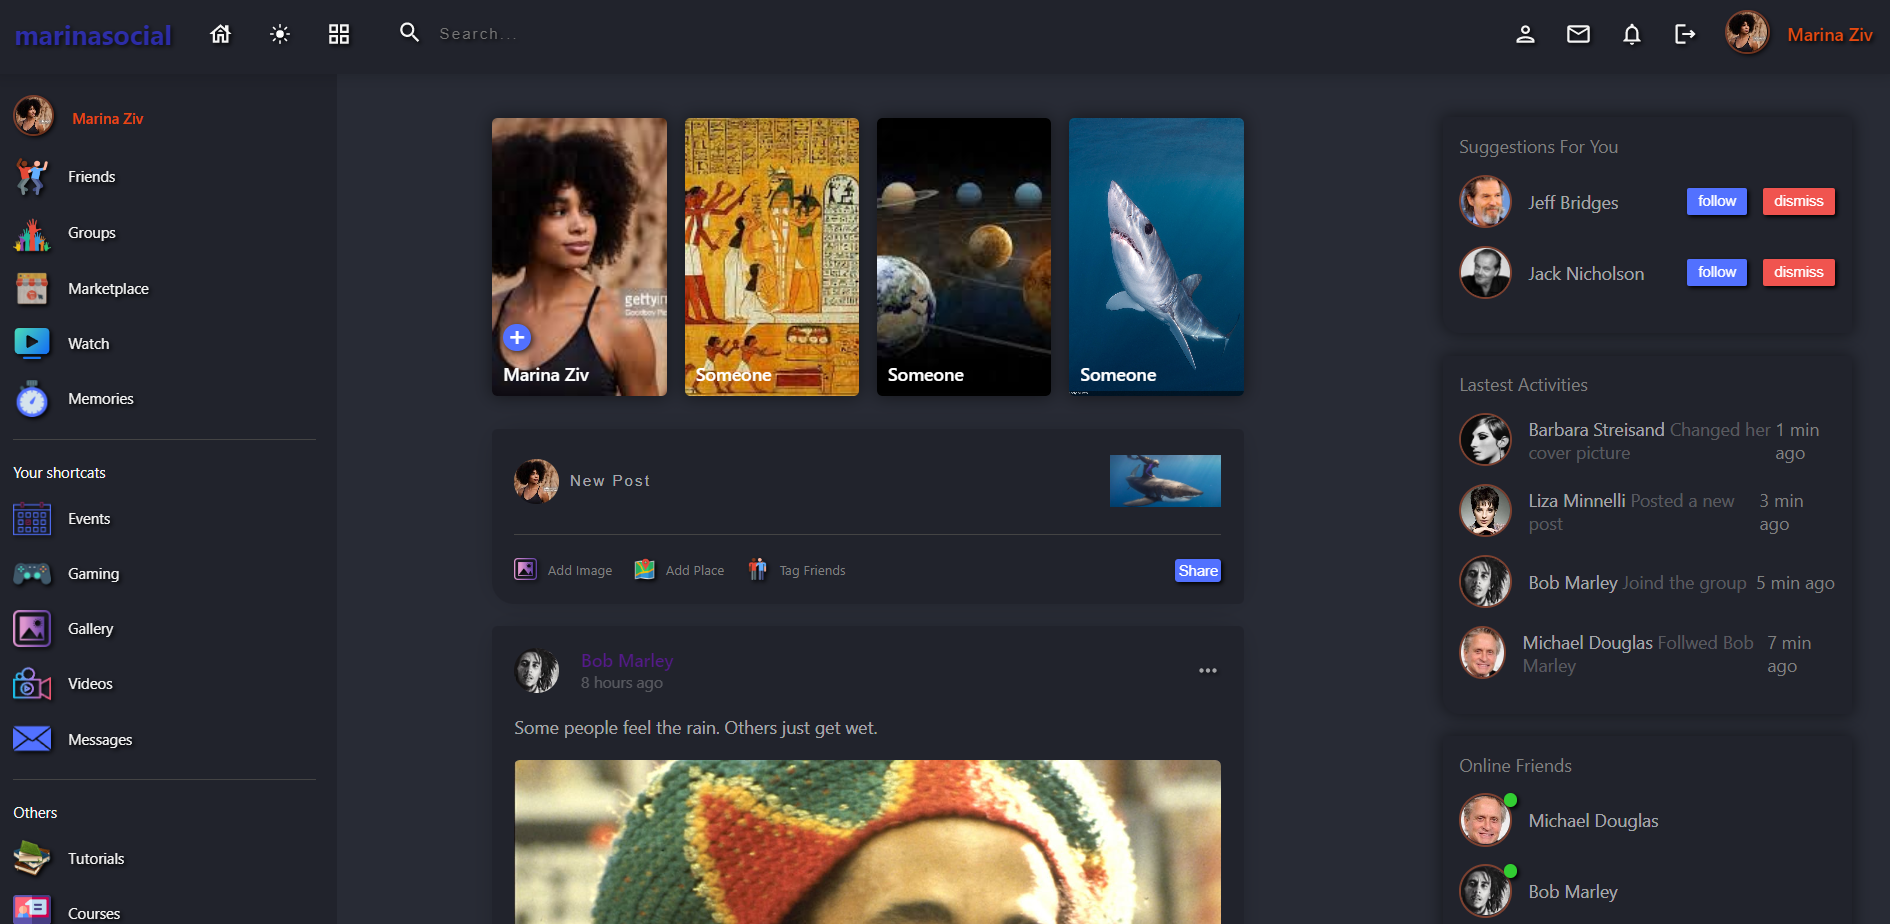 marinasocial
Search...
Marina Ziv
Marina Ziv
Friends
Groups
Marketplace
Watch
Memories
Your shortcats
Events
Gaming
Gallery
Videos
Messages
Others
Tutorials
Courses
gettyim
Marina Ziv
Someone
Someone
Someone
New Post
Add Image
Add Place
Tag Friends
Share
Bob Marley
8 hours ago
Some people feel the rain. Others just get wet.
Suggestions For You
Jeff Bridges
follow
dismiss
Jack Nicholson
follow
dismiss
Lastest Activities
Barbara Streisand Changed her
cover picture
1 min
ago
Liza Minnelli Posted a new
post
3 min
ago
Bob Marley Joind the group
5 min ago
Michael Douglas Follwed Bob
Marley
7 min
ago
Online Friends
Michael Douglas
Bob Marley